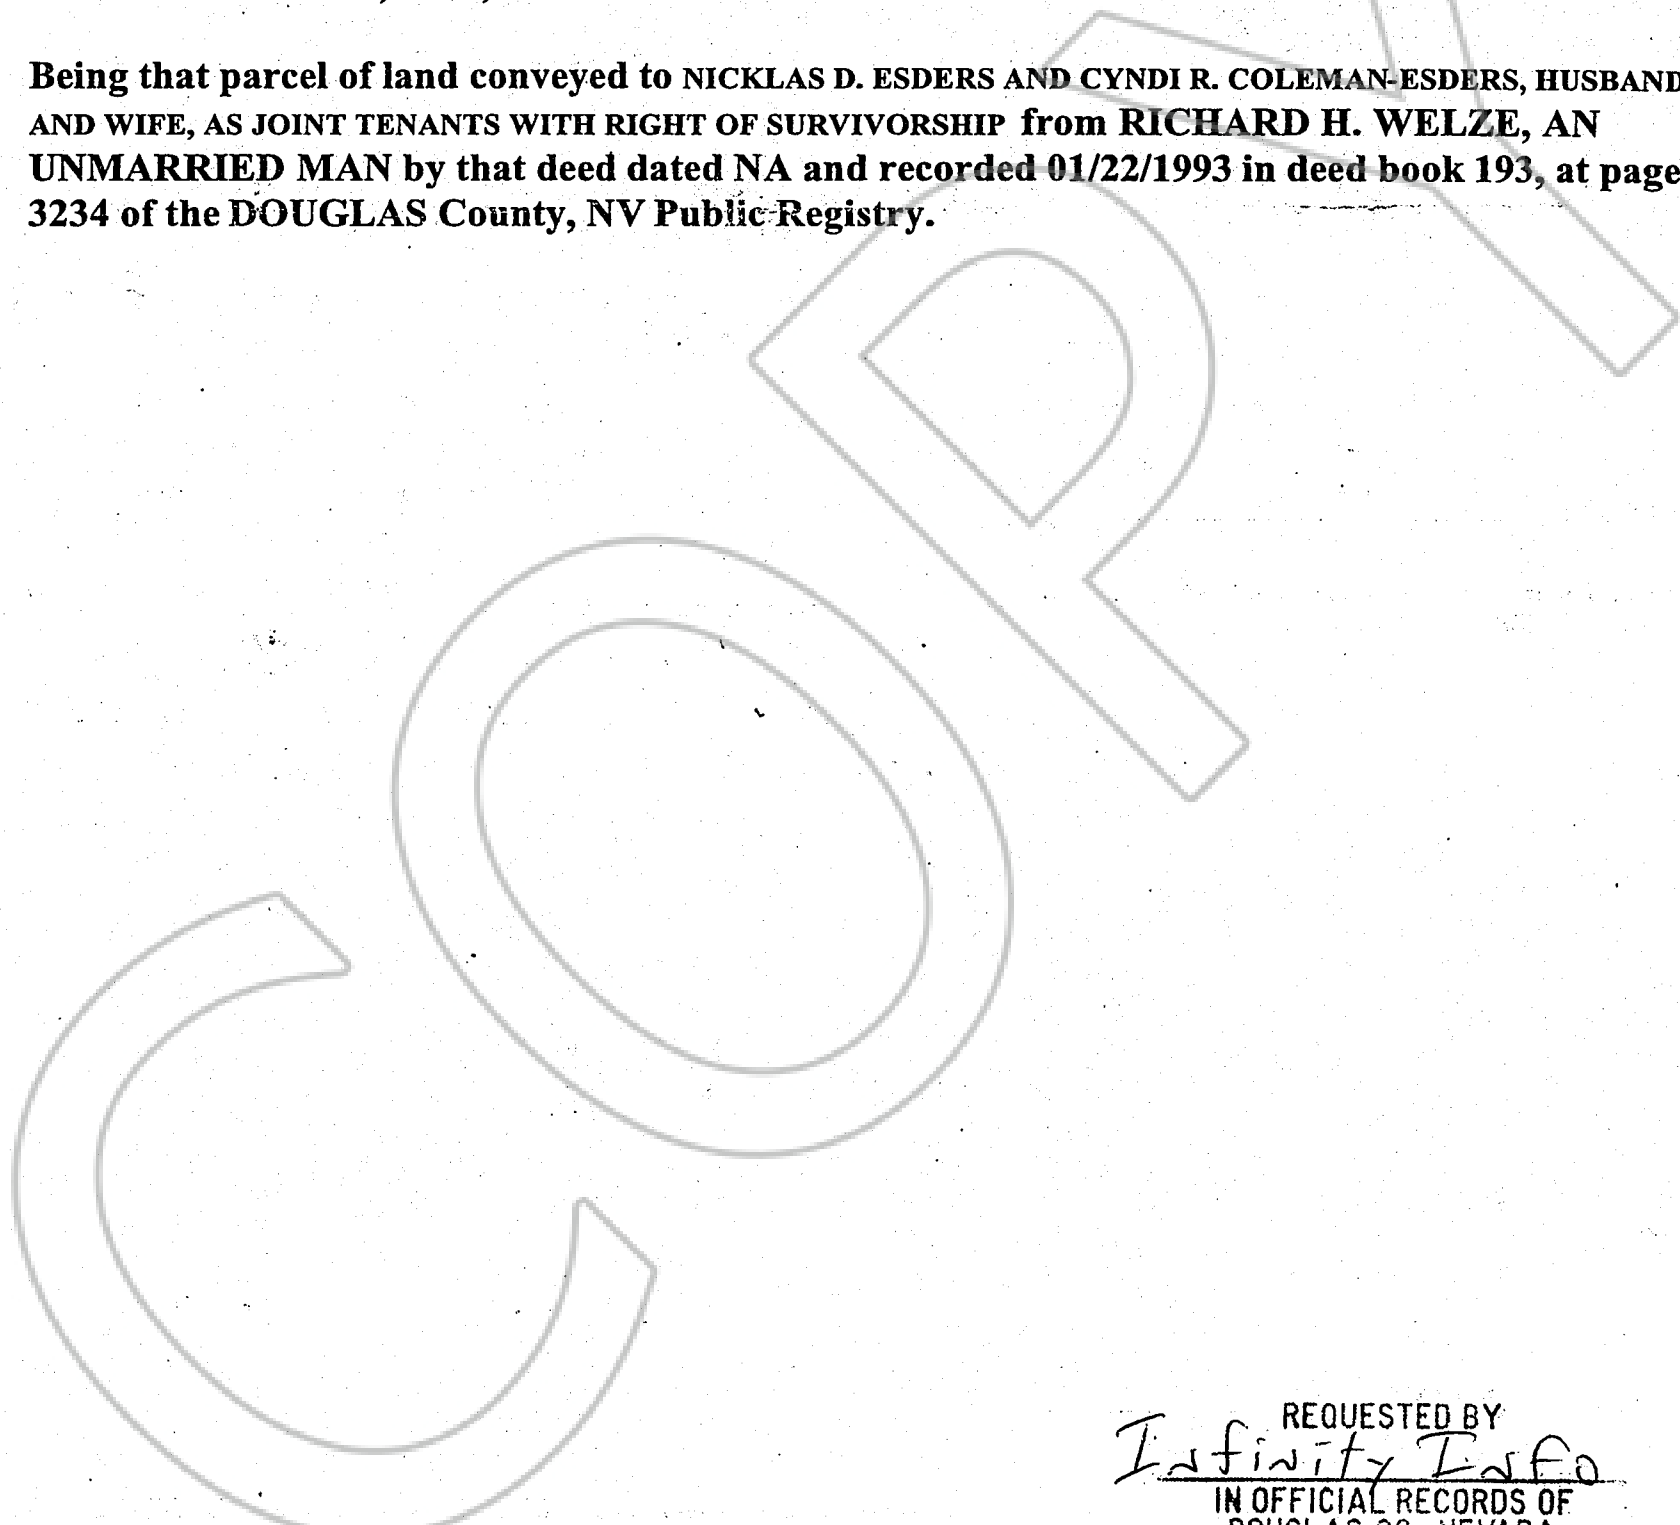 Being that parcel of land conveyed to NICKLAS D. ESDERS AND CYNDI R. COLEMAN-ESDERS, HUSBAND
AND WIFE, AS JOINT TENANTS WITH RIGHT OF SURVIVORSHIP from RICHARD H. WELZE, AN
UNMARRIED MAN by that deed dated NA and recorded 01/22/1993 in deed book 193, at page
3234 of the DOUGLAS County, NV Public Registry.
COPY
REQUESTED BY
Infinity Info
IN OFFICIAL RECORDS OF
DOUGLAS CO., NEVADA